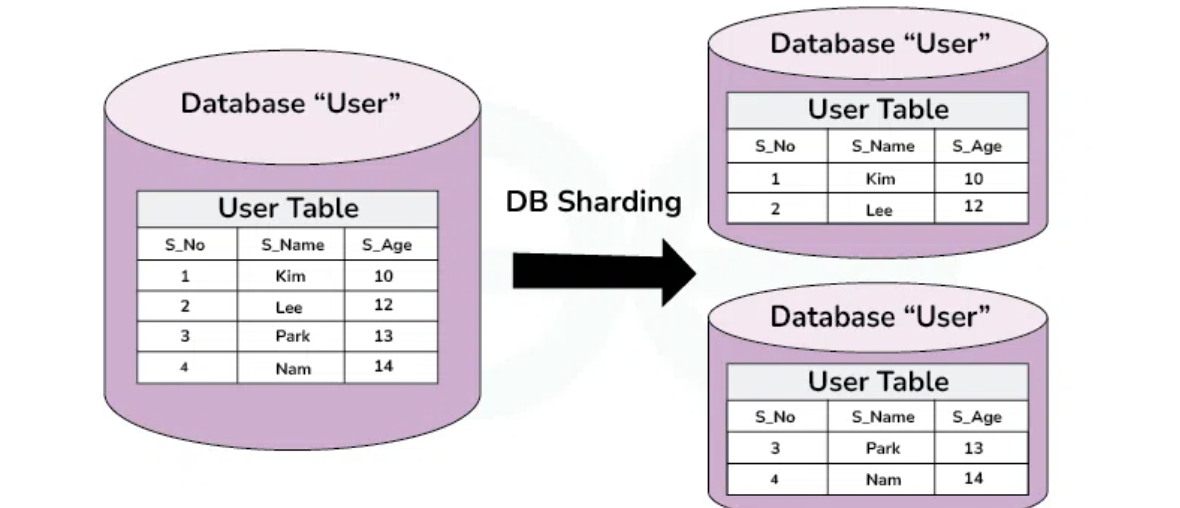 Database “User”
User Table
S_No S_Name S_Age
1 Kim 10
2 Lee 12
3 Park 13
4 Nam 14
DB Sharding
Database “User”
User Table
S_No S_Name S_Age
1 Kim 10
2 Lee 12
Database “User”
User Table
S_No S_Name S_Age
3 Park 13
4 Nam 14